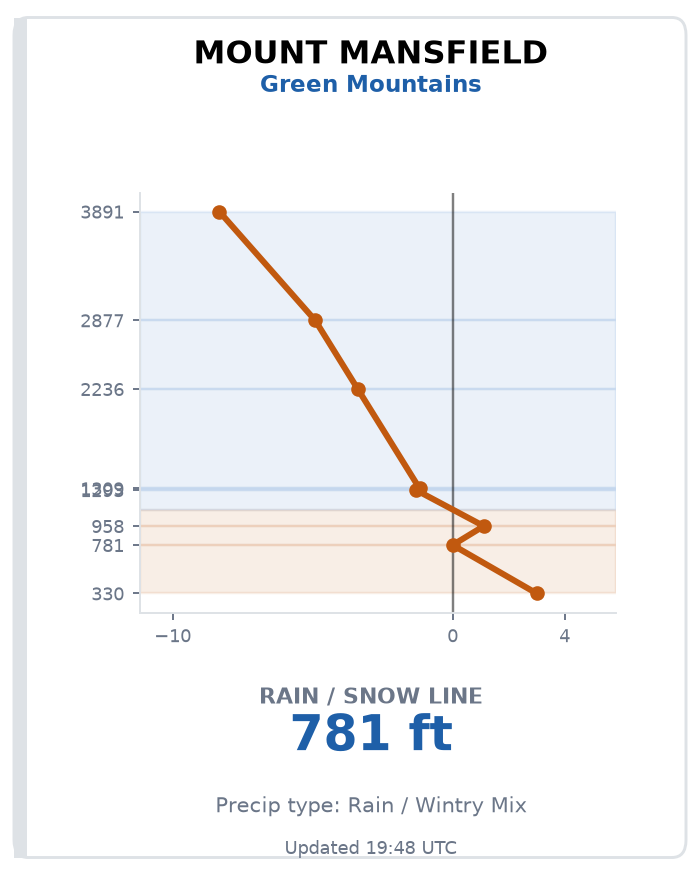 MOUNT MANSFIELD
Green Mountains
3891
2877
2236
958
781
330
−10 0 4
RAIN / SNOW LINE
781 ft
Precip type: Rain / Wintry Mix
Updated 19:48 UTC